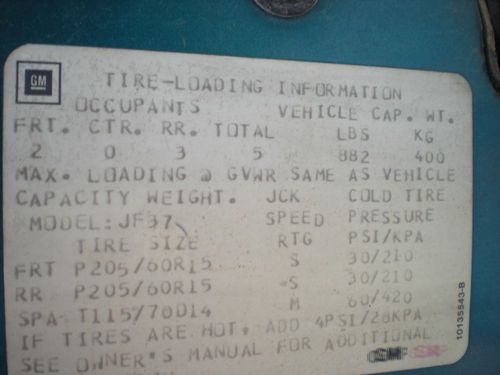 GM
TIRE-LOADING INFORMATION
OCCUPANTS VEHICLE CAP. WT.
FRT. CTR. RR. TOTAL LBS KG
2 0 3 5 882 400
MAX. LOADING @ GVWR SAME AS VEHICLE
CAPACITY WEIGHT. JCK COLD TIRE
MODEL:JF37 SPEED PRESSURE
TIRE SIZE RTG PSI/KPA
FRT P205/60R15 S 30/210
RR P205/60R15 S 30/210
SPA T115/70D14 M 60/420
IF TIRES ARE HOT, ADD 4PSI/28KPA
SEE OWNER'S MANUAL FOR ADDITIONAL
10135543-B